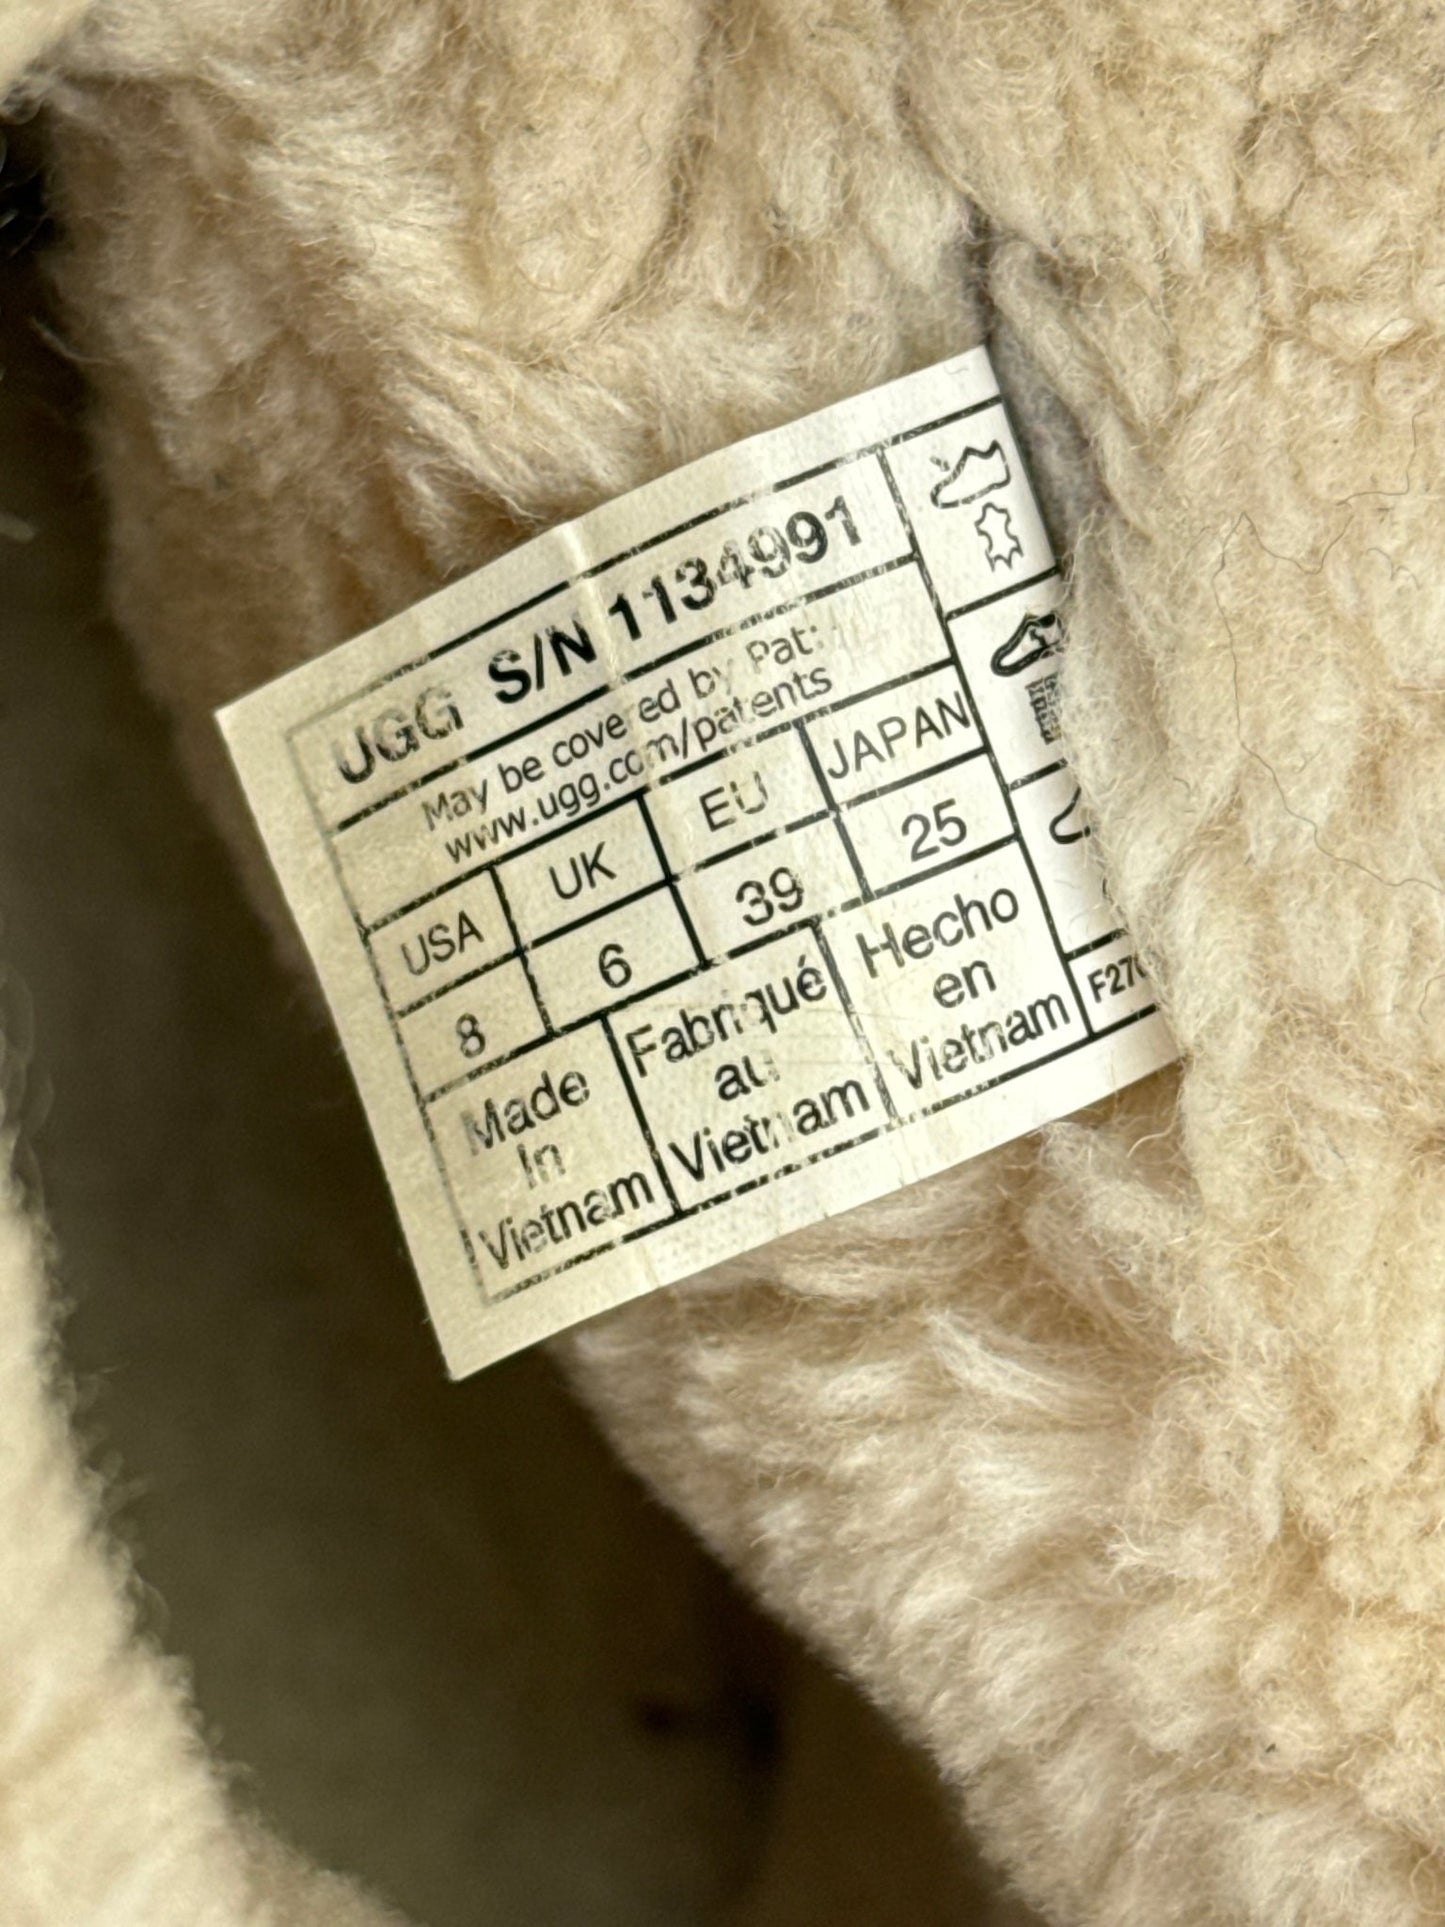 UGG S/N 1134991
May be covered by Pat:
www.ugg.com/patents
USA UK EU JAPAN
8 6 39 25
Made
In
Vietnam
Fabriqué
au
Vietnam
Hecho
en
Vietnam